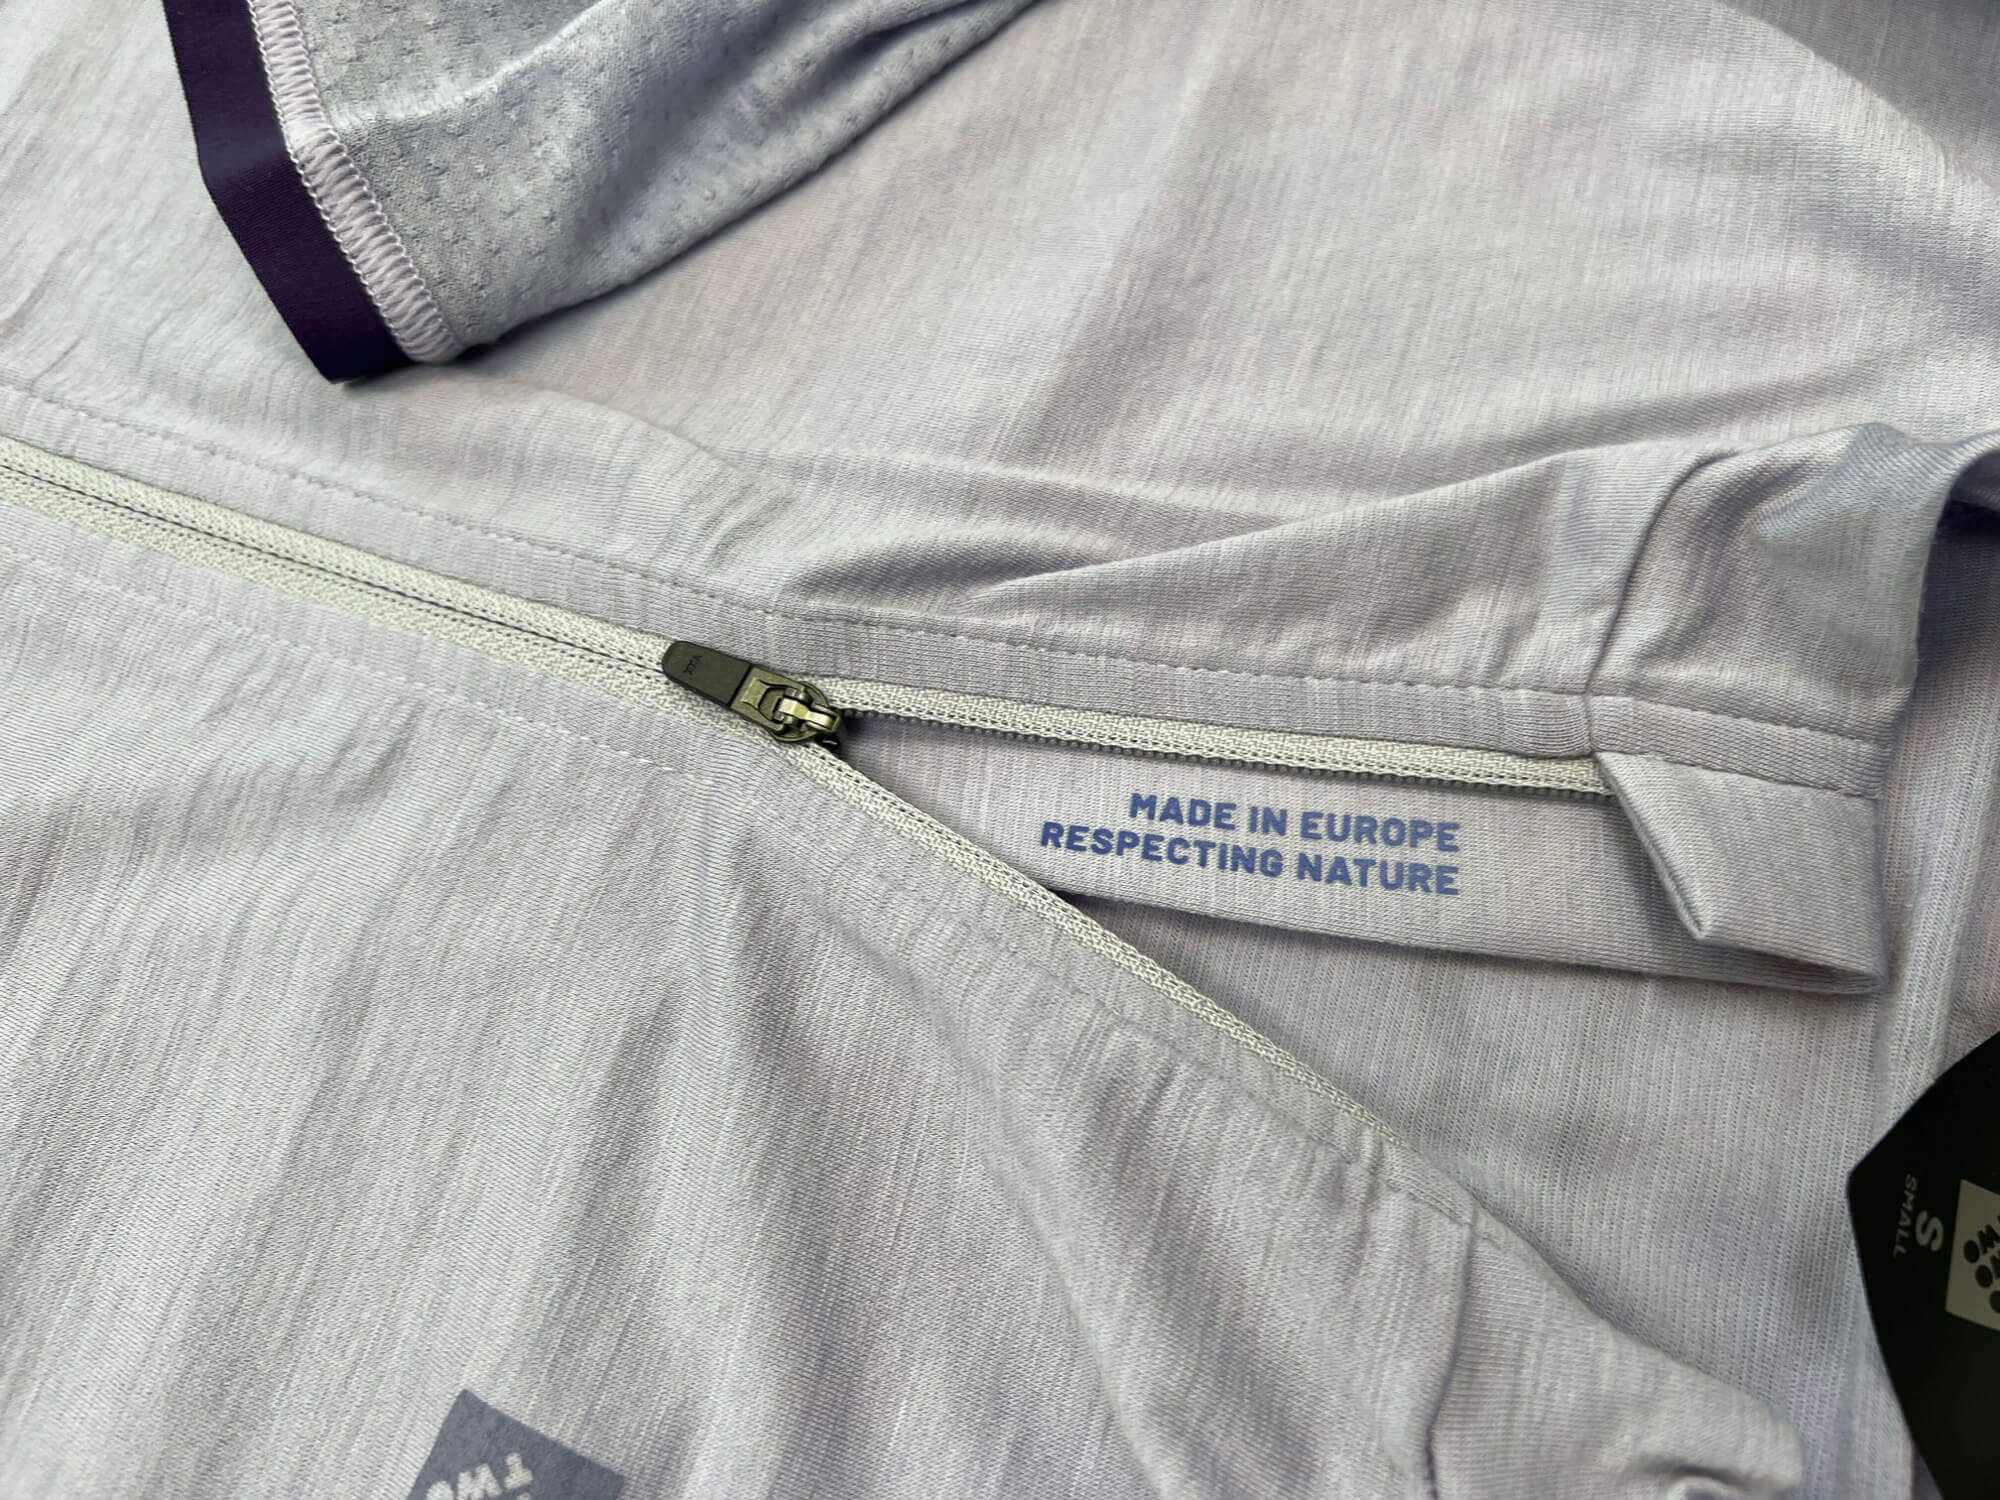 MADE IN EUROPE
RESPECTING NATURE
S
SMALL